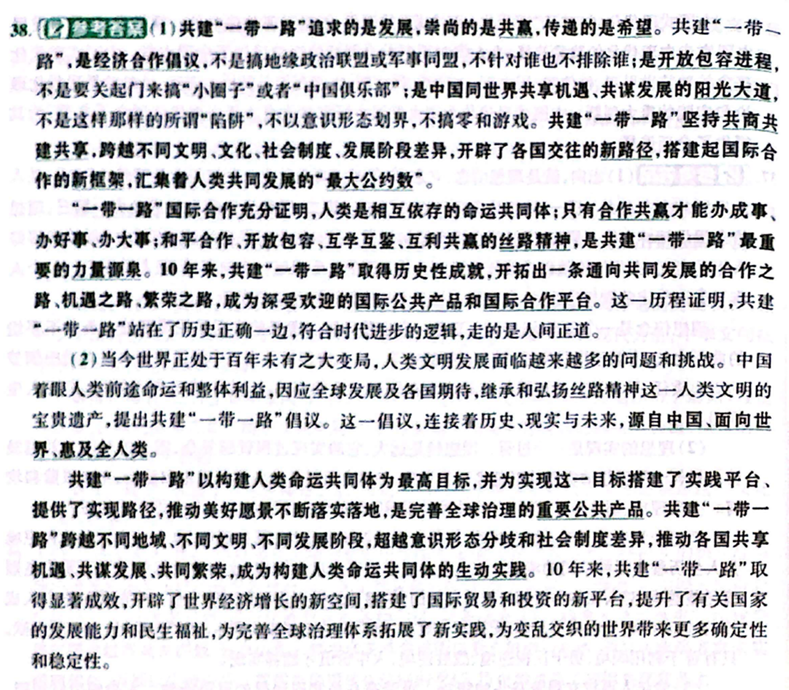 38. 参考答案 (1)共建“一带一路”追求的是发展,崇尚的是共赢,传递的是希望。共建“一带一
路”,是经济合作倡议,不是搞地缘政治联盟或军事同盟,不针对谁也不排除谁;是开放包容进程,
不是要关起门来搞“小圈子”或者“中国俱乐部”;是中国同世界共享机遇、共谋发展的阳光大道,
不是这样那样的所谓“陷阱”,不以意识形态划界,不搞零和游戏。共建“一带一路”坚持共商共
建共享,跨越不同文明、文化、社会制度、发展阶段差异,开辟了各国交往的新路径,搭建起国际合
作的新框架,汇集着人类共同发展的“最大公约数”。
“一带一路”国际合作充分证明,人类是相互依存的命运共同体;只有合作共赢才能办成事、
办好事、办大事;和平合作、开放包容、互学互鉴、互利共赢的丝路精神,是共建“一带一路”最重
要的力量源泉。10年来,共建“一带一路”取得历史性成就,开拓出一条通向共同发展的合作之
路、机遇之路、繁荣之路,成为深受欢迎的国际公共产品和国际合作平台。这一历程证明,共建
“一带一路”站在了历史正确一边,符合时代进步的逻辑,走的是人间正道。
(2)当今世界正处于百年未有之大变局,人类文明发展面临越来越多的问题和挑战。中国
着眼人类前途命运和整体利益,因应全球发展及各国期待,继承和弘扬丝路精神这一人类文明的
宝贵遗产,提出共建“一带一路”倡议。这一倡议,连接着历史、现实与未来,源自中国、面向世
界、惠及全人类。
共建“一带一路”以构建人类命运共同体为最高目标,并为实现这一目标搭建了实践平台、
提供了实现路径,推动美好愿景不断落实落地,是完善全球治理的重要公共产品。共建“一带一
路”跨越不同地域、不同文明、不同发展阶段,超越意识形态分歧和社会制度差异,推动各国共享
机遇、共谋发展、共同繁荣,成为构建人类命运共同体的生动实践。10年来,共建“一带一路”取
得显著成效,开辟了世界经济增长的新空间,搭建了国际贸易和投资的新平台,提升了有关国家
的发展能力和民生福祉,为完善全球治理体系拓展了新实践,为变乱交织的世界带来更多确定性
和稳定性。